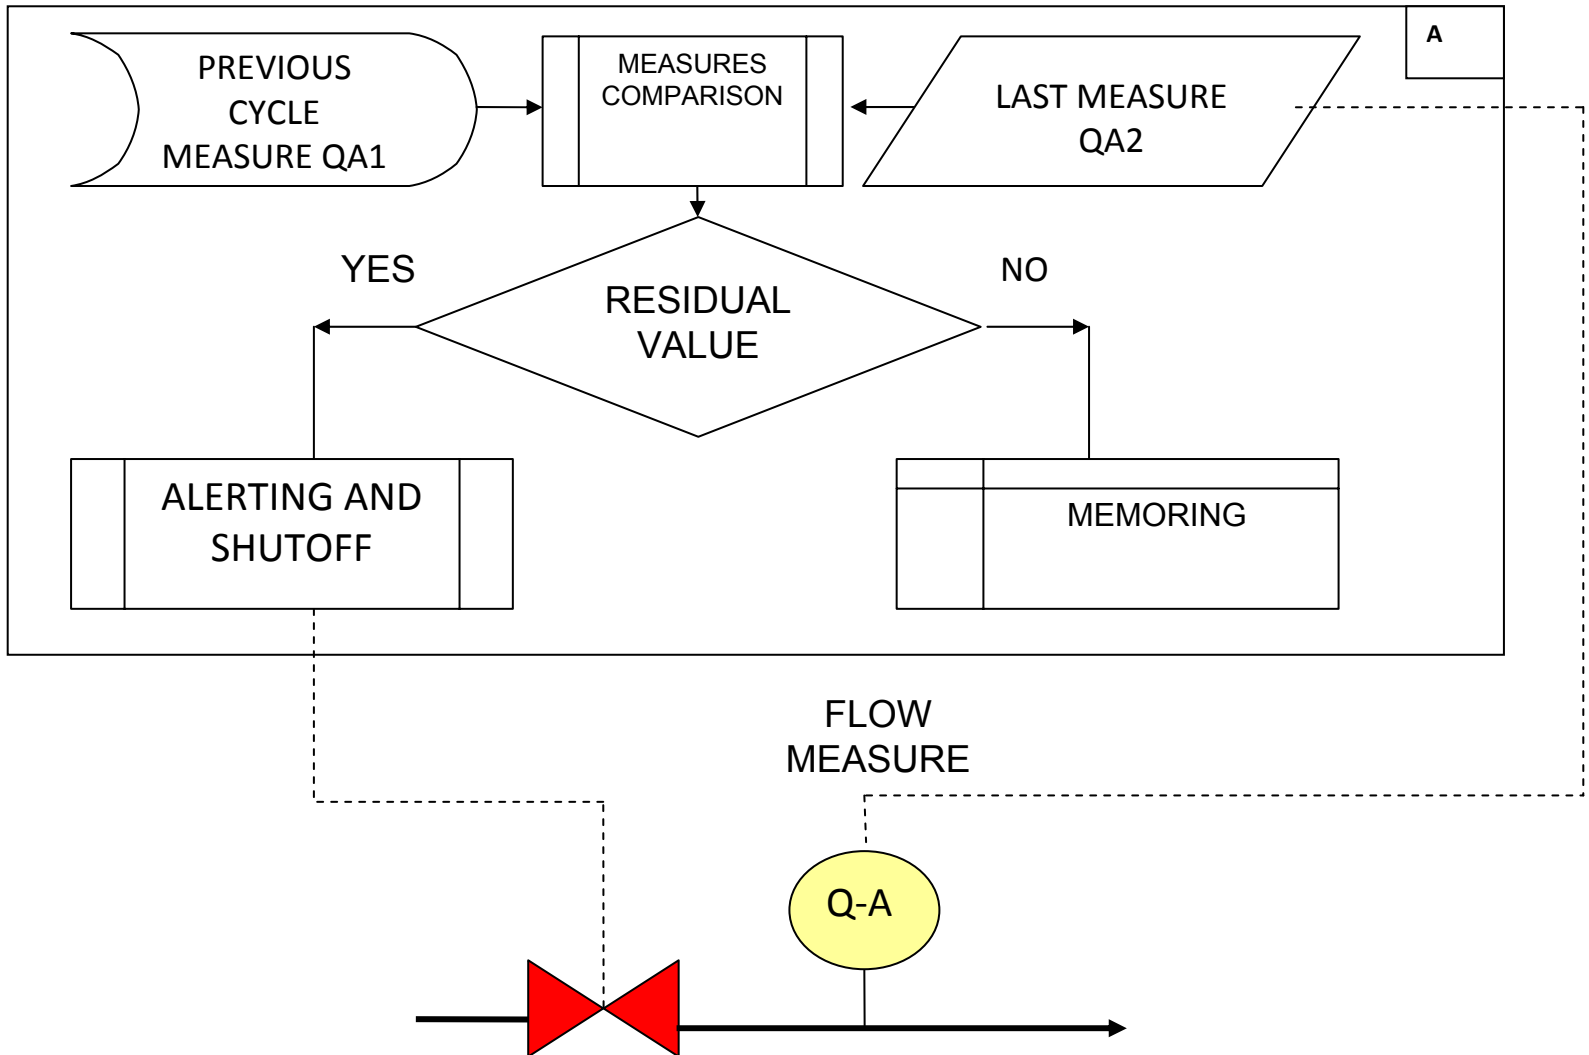 A
PREVIOUS
CYCLE
MEASURE QA1
MEASURES
COMPARISON
LAST MEASURE
QA2
YES
NO
RESIDUAL
VALUE
ALERTING AND
SHUTOFF
MEMORING
FLOW
MEASURE
Q-A